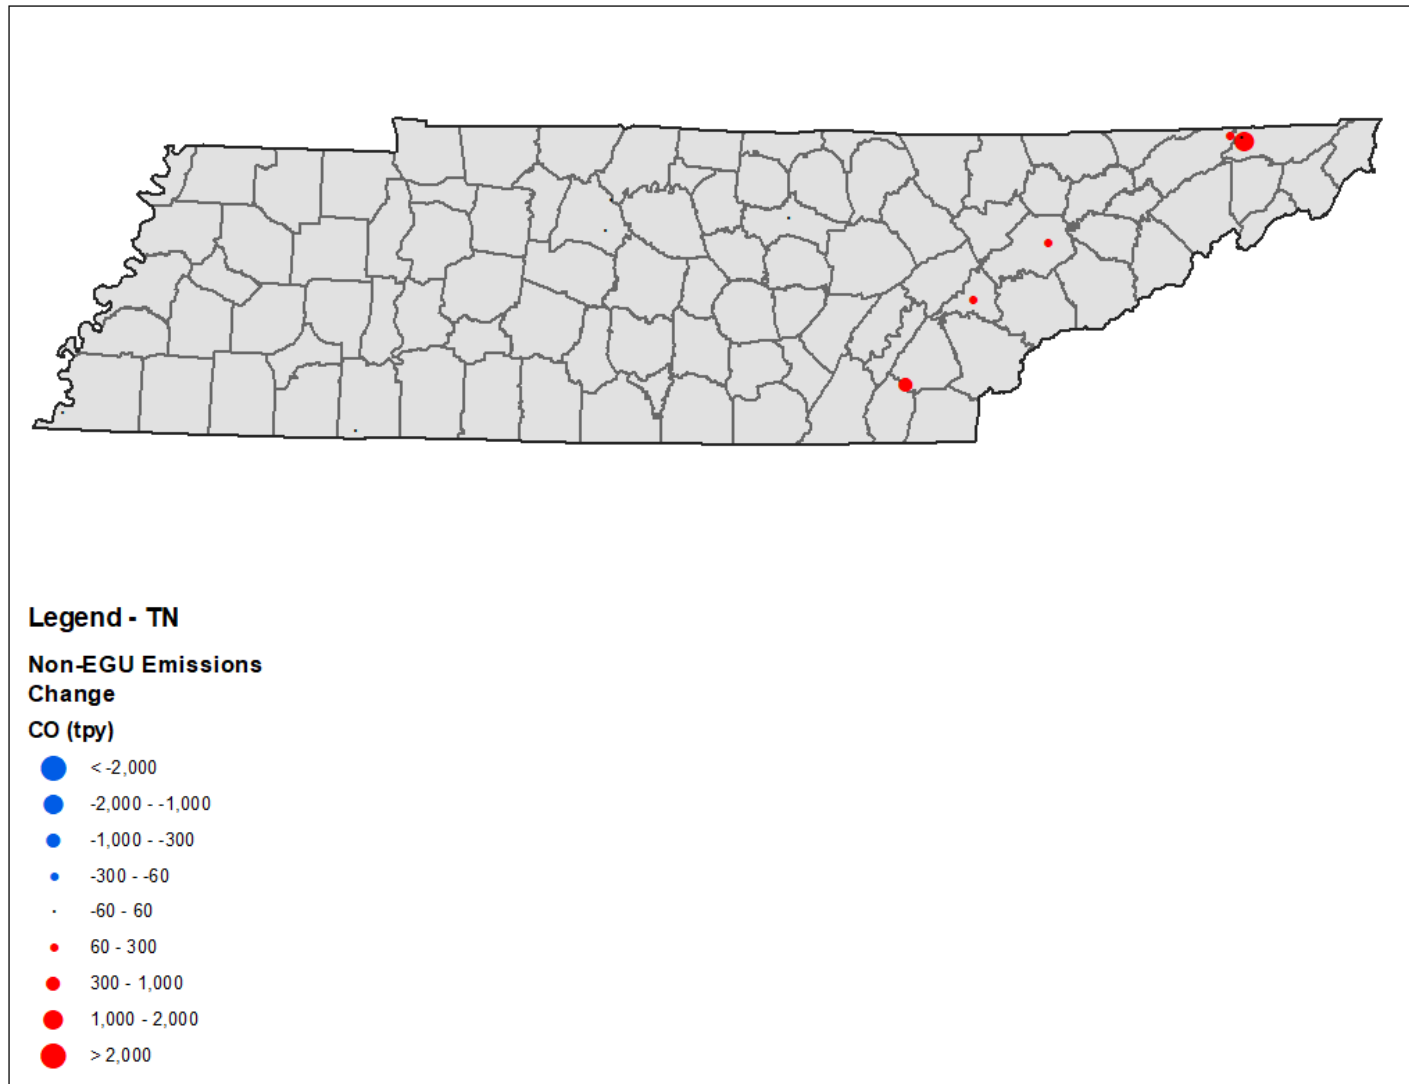 Legend - TN
Non-EGU Emissions
Change
CO (tpy)
< -2,000
-2,000 - -1,000
-1,000 - -300
-300 - -60
-60 - 60
60 - 300
300 - 1,000
1,000 - 2,000
> 2,000